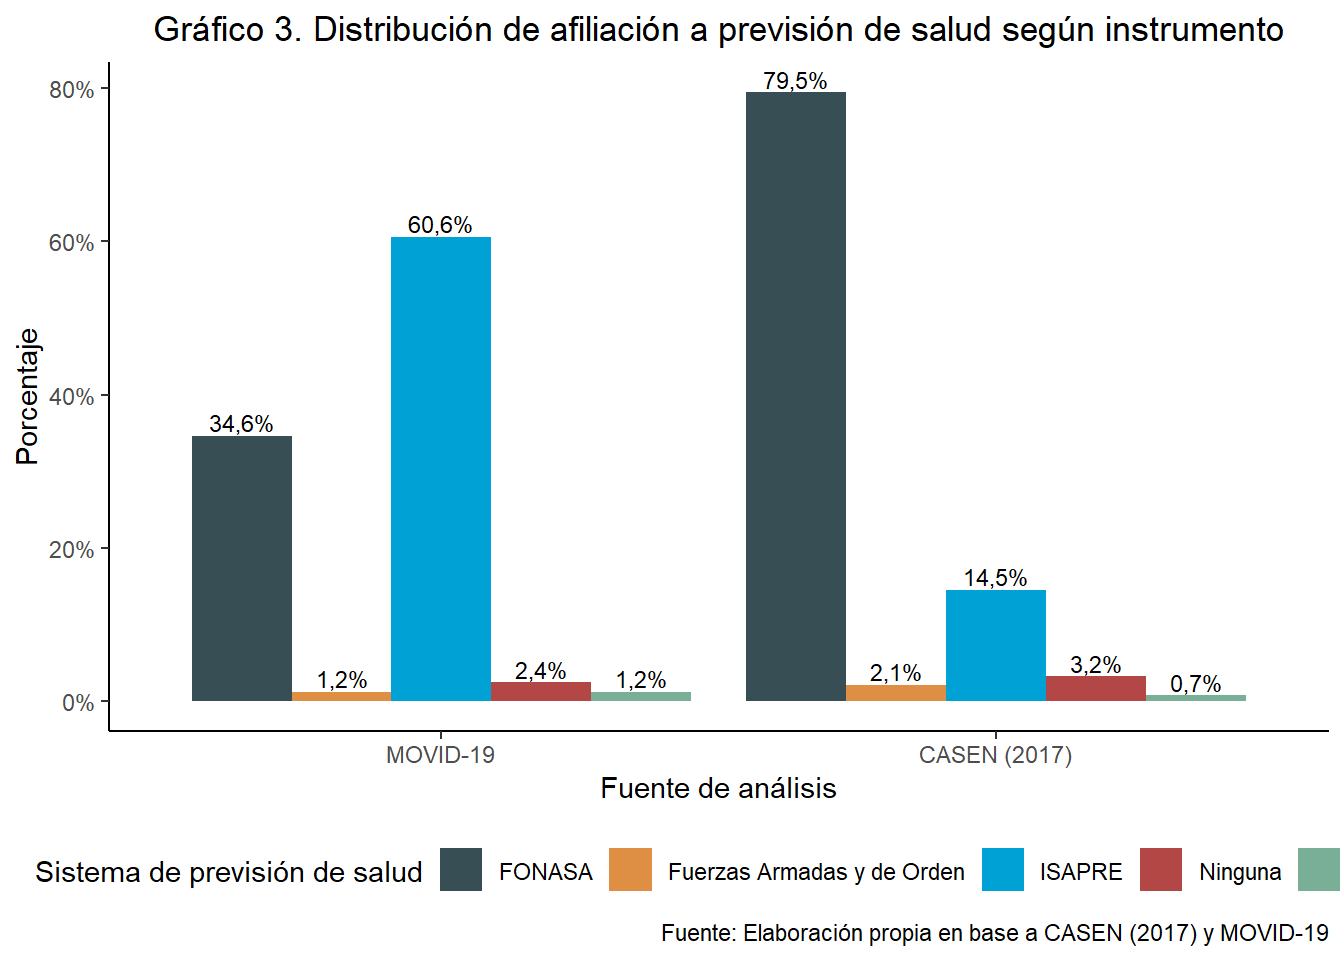 Gráfico 3. Distribución de afiliación a previsión de salud según instrumento
Porcentaje
80%
60%
40%
20%
0%
34,6%
1,2%
60,6%
2,4%
1,2%
79,5%
2,1%
14,5%
3,2%
0,7%
MOVID-19
CASEN (2017)
Fuente de análisis
Sistema de previsión de salud FONASA Fuerzas Armadas y de Orden ISAPRE Ninguna
Fuente: Elaboración propia en base a CASEN (2017) y MOVID-19